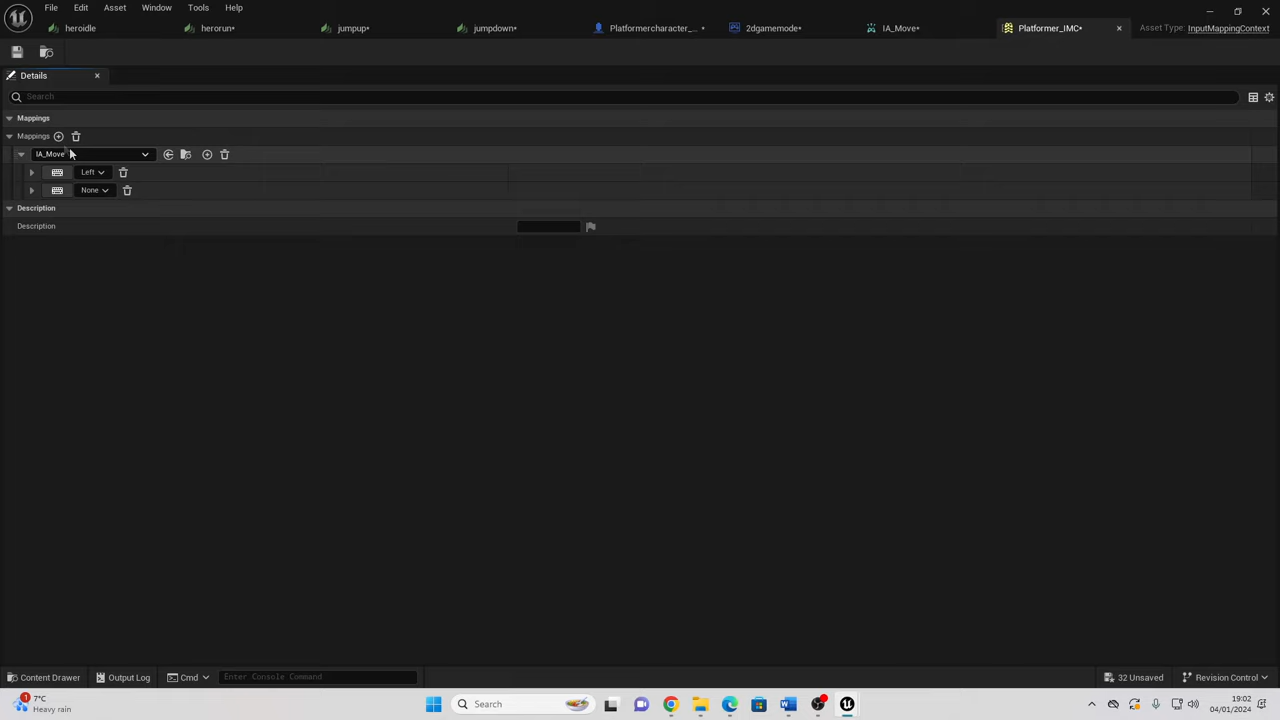 File Edit Asset Window Tools Help
heroidle herorun• jumpup• jumpdown• Platformercharacter_... • 2dgamemode• IA_Move• Platformer_IMC• Asset Type: InputMappingContext
Details
Search
Mappings
Mappings
IA_Move
Left
None
Description
Description
Content Drawer Output Log Cmd Enter Console Command 32 Unsaved Revision Control
1 7°C
Heavy rain
Search
19:02
04/01/2024